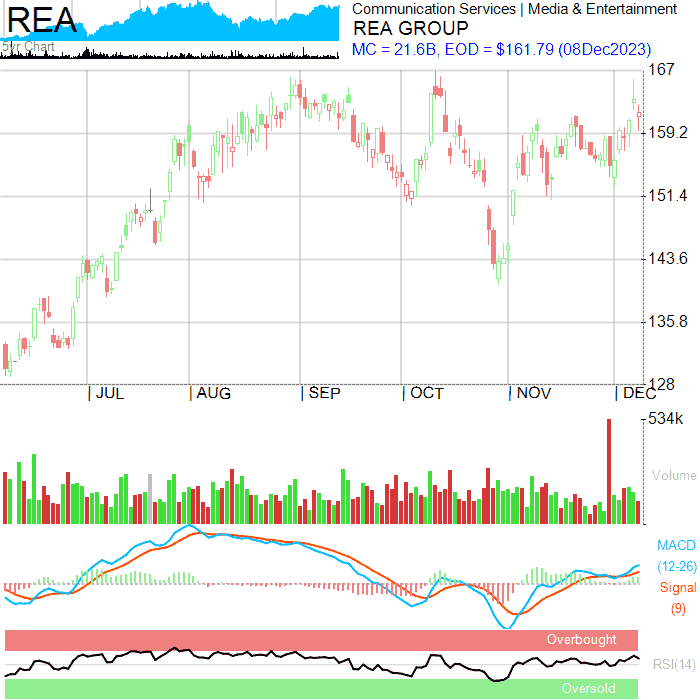 REA
5yr Chart
Communication Services | Media & Entertainment
REA GROUP
MC = 21.6B, EOD = $161.79 (08Dec2023)
167
159.2
151.4
143.6
135.8
128
JUL AUG SEP OCT NOV DEC
534k
Volume
MACD
(12-26)
Signal
(9)
Overbought
RSI(14)
Oversold